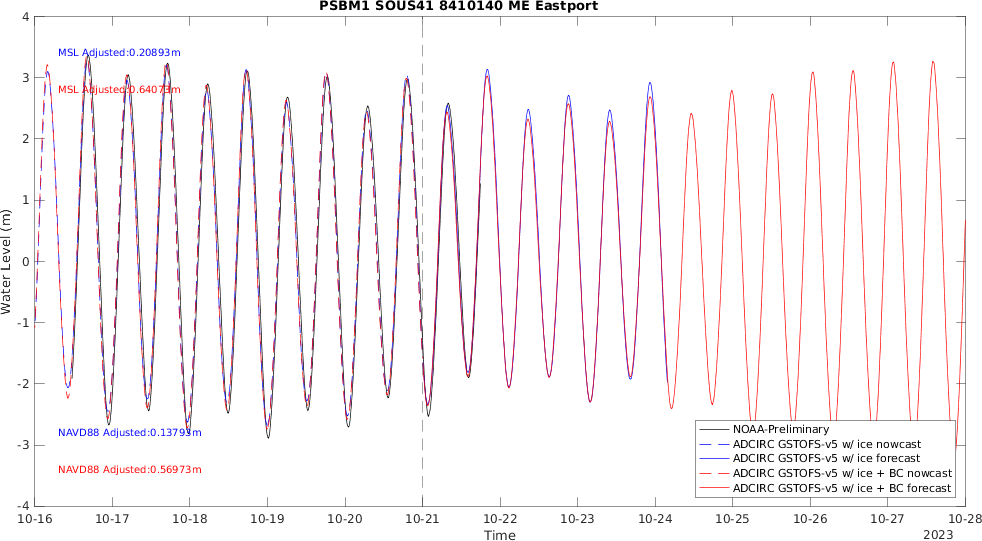 PSBM1 SOUS41 8410140 ME Eastport
MSL Adjusted:0.20893m
MSL Adjusted:0.64073m
NAVD88 Adjusted:0.13793m
NAVD88 Adjusted:0.56973m
Water Level (m)
4
3
2
1
0
-1
-2
-3
-4
NOAA-Preliminary
ADCIRC GSTOFS-v5 w/ ice nowcast
ADCIRC GSTOFS-v5 w/ ice forecast
ADCIRC GSTOFS-v5 w/ ice + BC nowcast
ADCIRC GSTOFS-v5 w/ ice + BC forecast
10-16 10-17 10-18 10-19 10-20 10-21 10-22 10-23 10-24 10-25 10-26 10-27 10-28
Time
2023